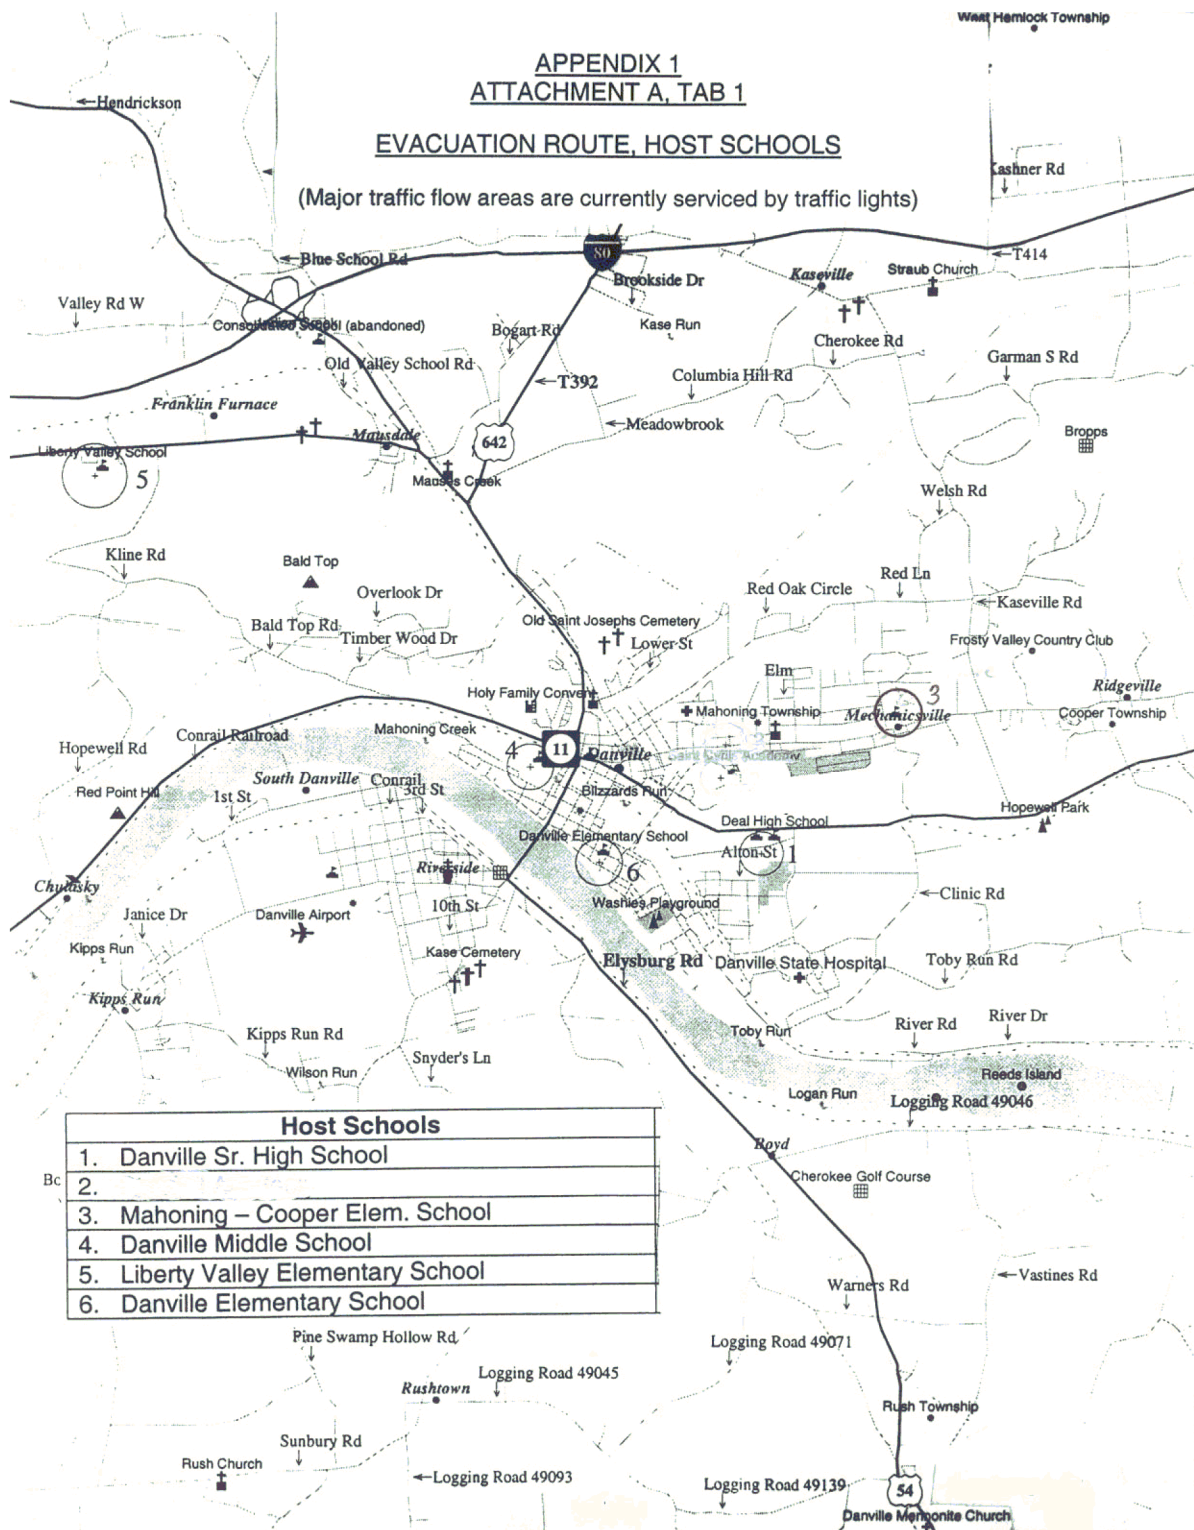 West Hemlock Township
APPENDIX 1
ATTACHMENT A, TAB 1
Hendrickson
EVACUATION ROUTE, HOST SCHOOLS
Kashner Rd
(Major traffic flow areas are currently serviced by traffic lights)
80
Blue School Rd
T414
Kaseville
Straub Church
Brookside Dr
Valley Rd W
Consolidated School (abandoned)
Bogart Rd
Kase Run
Cherokee Rd
Old Valley School Rd
Garman S Rd
T392
Columbia Hill Rd
Franklin Furnace
Meadowbrook
Mausdale
642
Bropps
Liberty Valley School
5
Mauses Creek
Welsh Rd
Kline Rd
Bald Top
Red Ln
Overlook Dr
Red Oak Circle
Kaseville Rd
Bald Top Rd
Timber Wood Dr
Old Saint Josephs Cemetery
Lower St
Frosty Valley Country Club
Elm
Holy Family Convent
3
Ridgeville
Mahoning Township
Mechanicsville
Cooper Township
Mahoning Creek
Conrail Railroad
Hopewell Rd
4
11
Danville
South Danville
Conrail
3rd St
Red Point Hill
1st St
Blizzards Run
Hopewell Park
Deal High School
Danville Elementary School
Alton St
1
Riverside
6
Chulasky
Clinic Rd
Janice Dr
Danville Airport
10th St
Washies Playground
Kipps Run
Kase Cemetery
Elysburg Rd
Danville State Hospital
Toby Run Rd
Kipps Run
Kipps Run Rd
Toby Run
River Rd
River Dr
Snyder's Ln
Wilson Run
Reeds Island
Logan Run
Logging Road 49046
Host Schools
1. Danville Sr. High School
Boyd
Bc
2.
Cherokee Golf Course
3. Mahoning – Cooper Elem. School
4. Danville Middle School
5. Liberty Valley Elementary School
Vastines Rd
Warners Rd
6. Danville Elementary School
Pine Swamp Hollow Rd
Logging Road 49071
Logging Road 49045
Rushtown
Rush Township
Sunbury Rd
Rush Church
Logging Road 49093
Logging Road 49139
54
Danville Mennonite Church